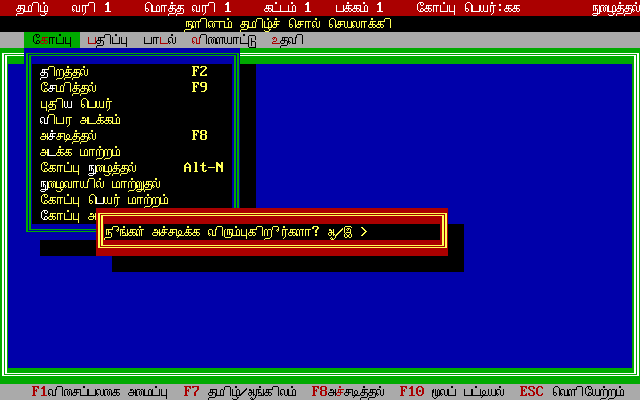 தமிழ் வரி 1 மொத்த வரி 1 கட்டம் 1 பக்கம் 1 கோப்பு பெயர்:கக நுழைத்தல்
நளினம் தமிழ்ச் சொல் செயலாக்கி
கோப்பு பதிப்பு பாடல் விளையாட்டு உதவி
திறத்தல் F2
சேமித்தல் F9
புதிய பெயர்
விபர அடக்கம்
அச்சடித்தல் F8
அடக்க மாற்றம்
கோப்பு நுழைத்தல் Alt-N
நுழைவாயில் மாற்றுதல்
கோப்பு பெயர் மாற்றம்
கோப்பு அ
நீங்கள் அச்சடிக்க விரும்புகிறீர்களா? ஆ/இ >
F1விசைப்பலகை அமைப்பு F7 தமிழ்/ஆங்கிலம் F8அச்சடித்தல் F10 மூலப் பட்டியல் ESC வெளியேற்றம்